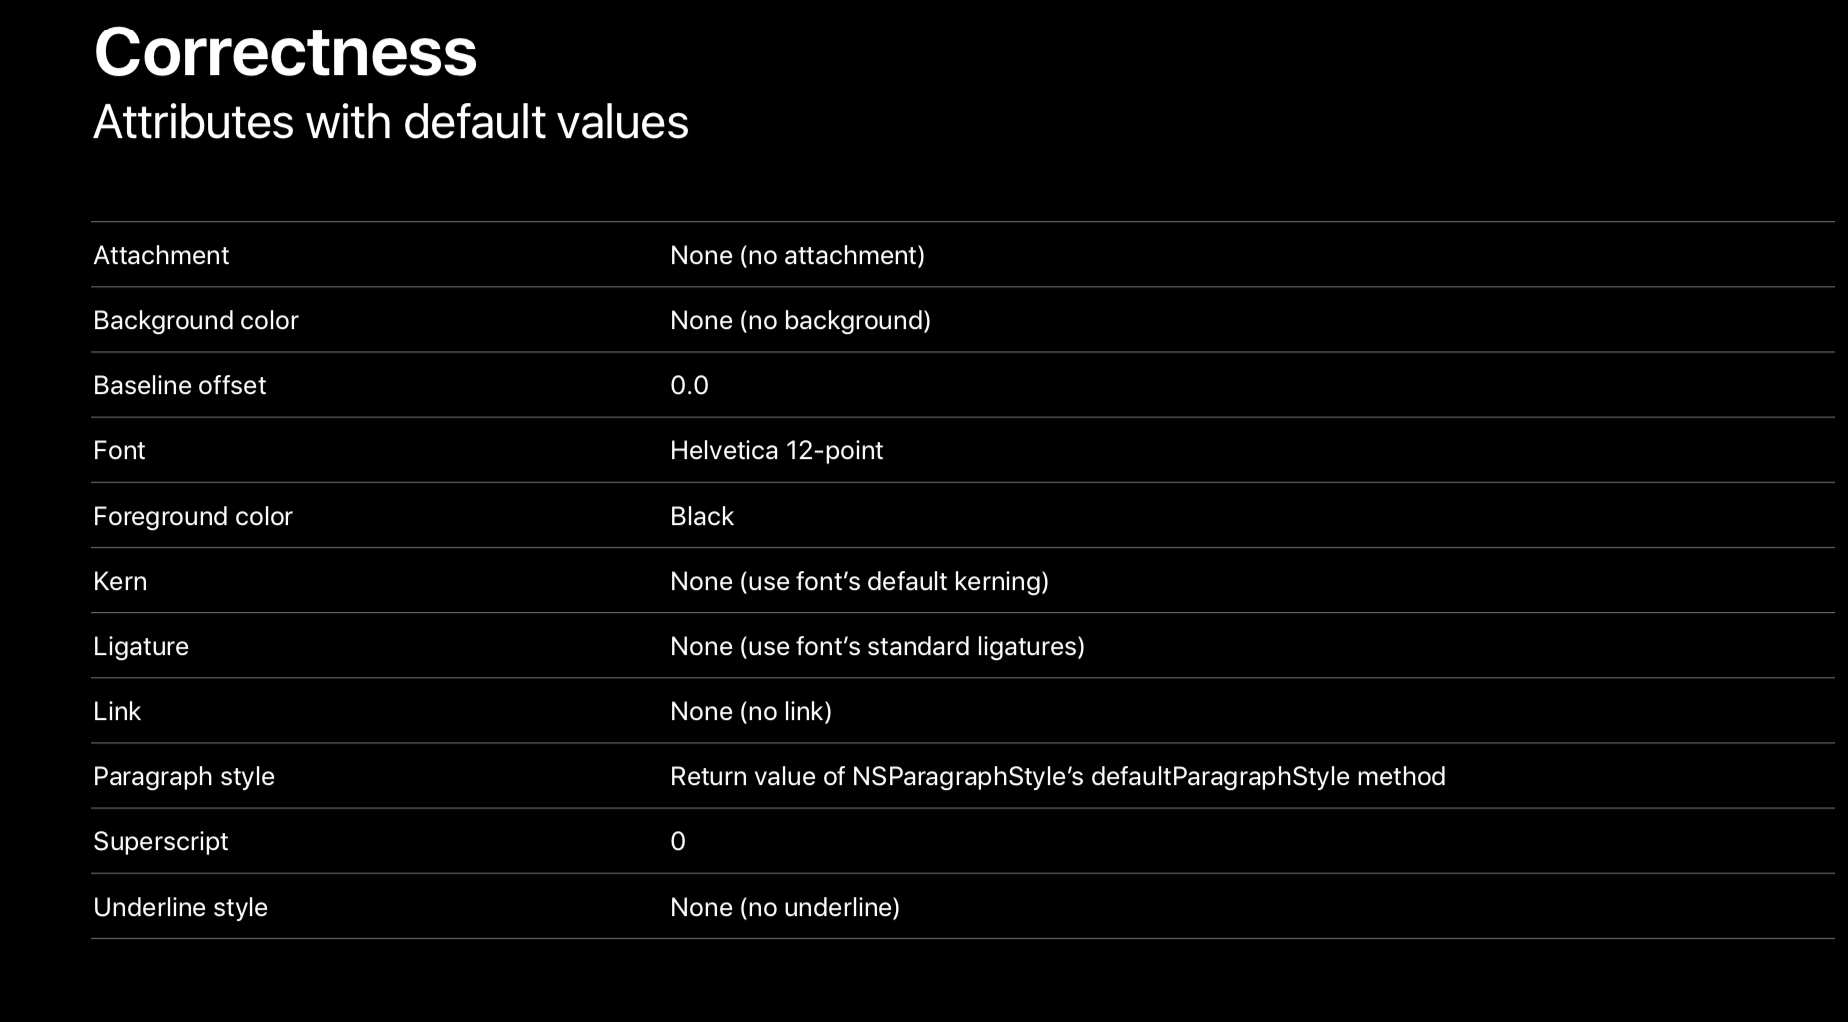 Correctness
Attributes with default values
Attachment None (no attachment)
Background color None (no background)
Baseline offset 0.0
Font Helvetica 12-point
Foreground color Black
Kern None (use font’s default kerning)
Ligature None (use font’s standard ligatures)
Link None (no link)
Paragraph style Return value of NSParagraphStyle’s defaultParagraphStyle method
Superscript 0
Underline style None (no underline)